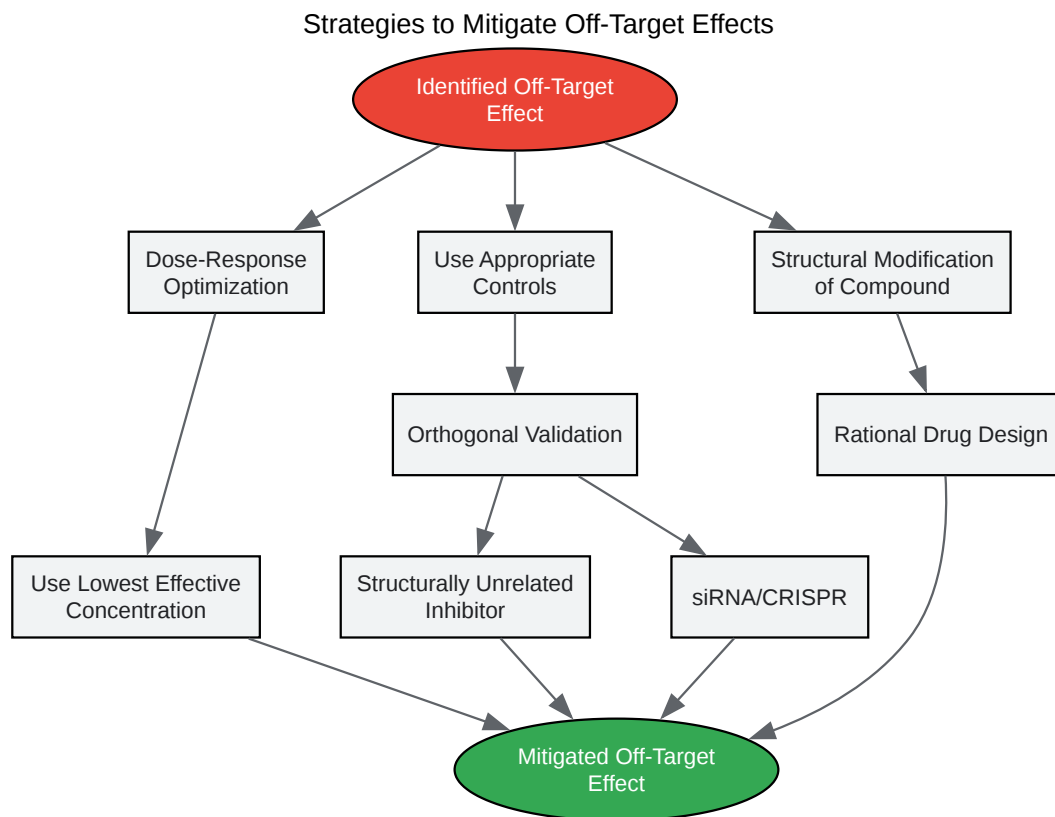 Strategies to Mitigate Off-Target Effects
Identified Off-Target
Effect
Dose-Response
Optimization
Use Appropriate
Controls
Structural Modification
of Compound
Orthogonal Validation
Rational Drug Design
Use Lowest Effective
Concentration
Structurally Unrelated
Inhibitor
siRNA/CRISPR
Mitigated Off-Target
Effect